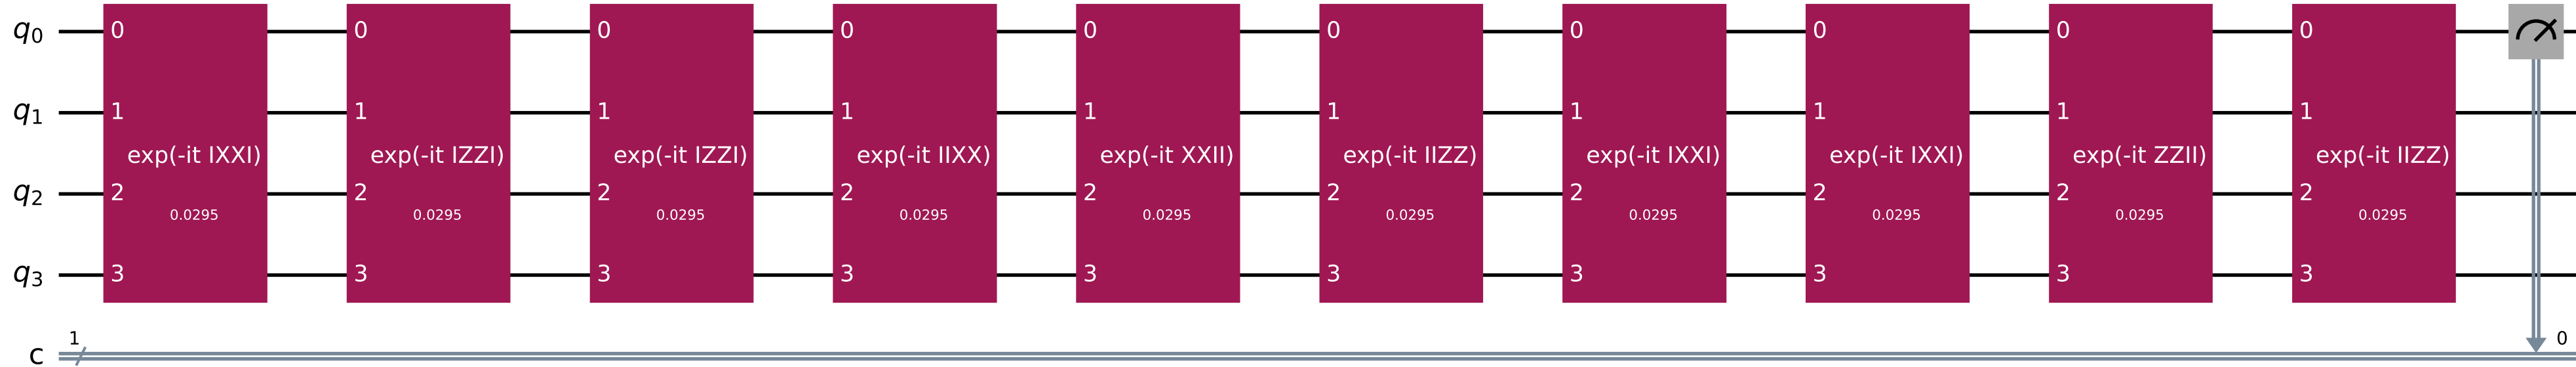 q0 0 0 0 0 0 0 0 0 0 0
q1 1 1 1 1 1 1 1 1 1 1
exp(-it IXXI) exp(-it IZZI) exp(-it IZZI) exp(-it IIXX) exp(-it XXII) exp(-it IIZZ) exp(-it IXXI) exp(-it IXXI) exp(-it ZZII) exp(-it IIZZ)
q2 2 2 2 2 2 2 2 2 2 2
0.0295 0.0295 0.0295 0.0295 0.0295 0.0295 0.0295 0.0295 0.0295 0.0295
q3 3 3 3 3 3 3 3 3 3 3
1 0
c